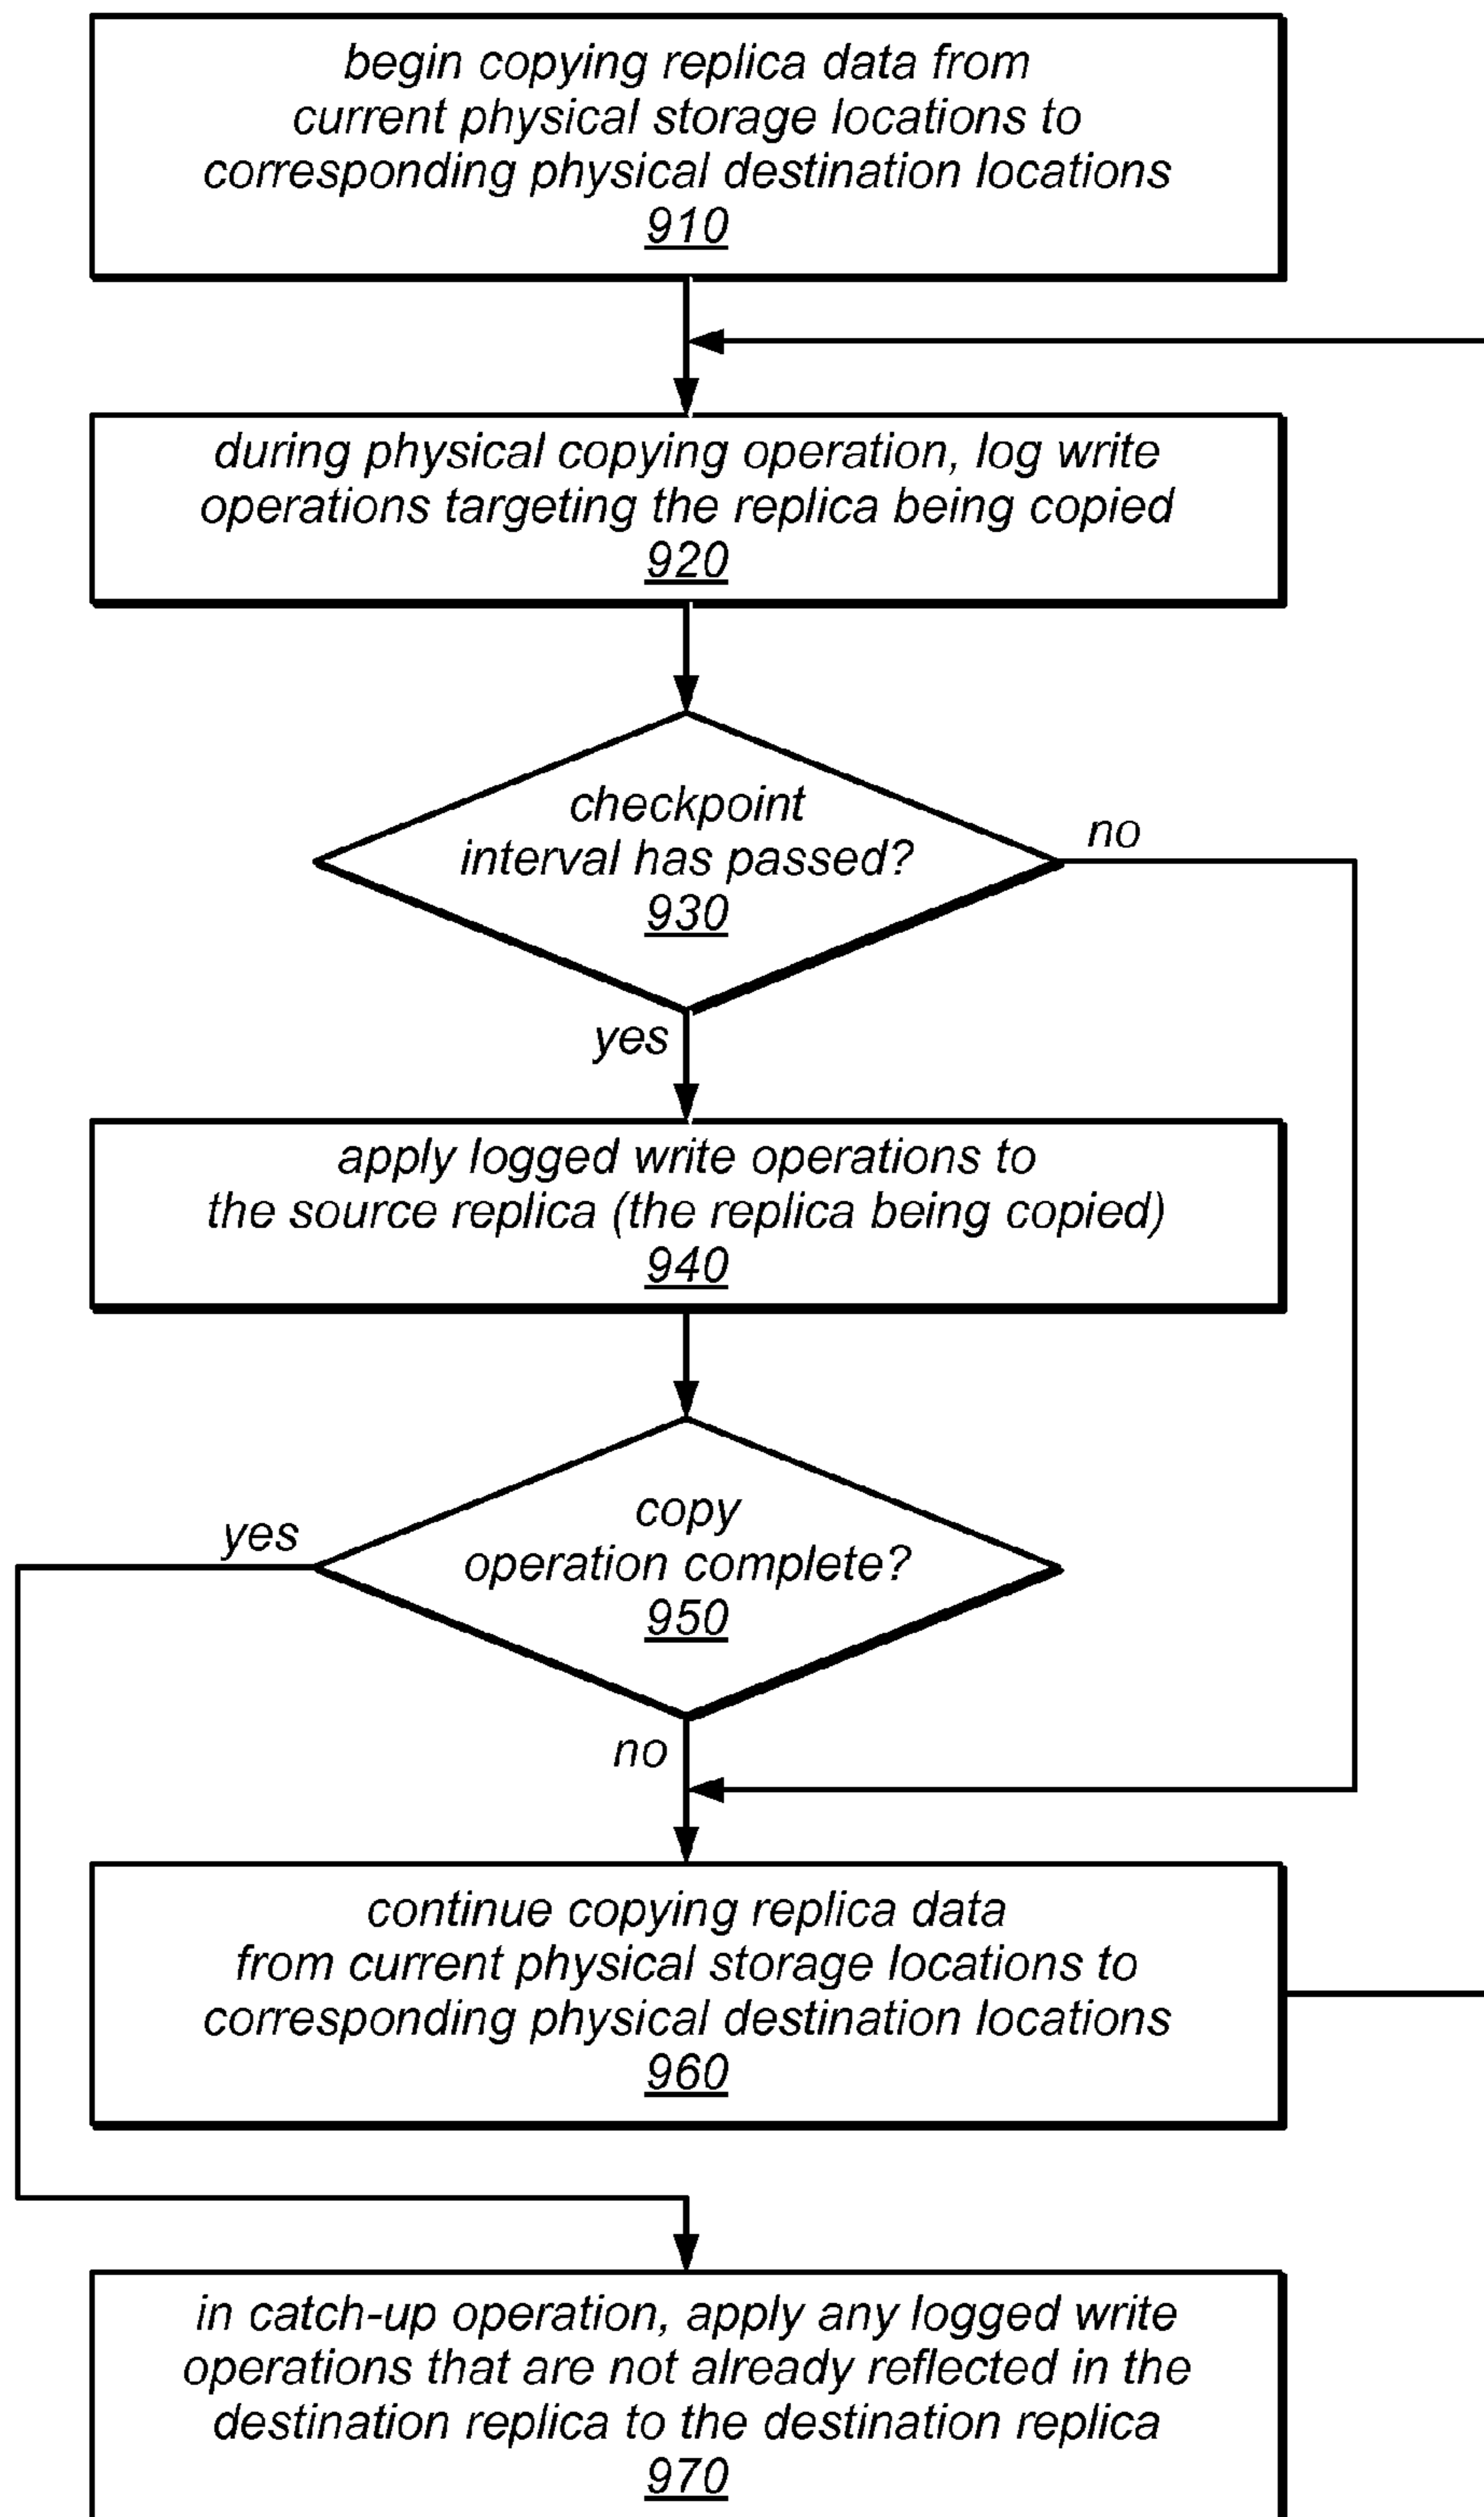 begin copying replica data from
current physical storage locations to
corresponding physical destination locations
910
during physical copying operation, log write
operations targeting the replica being copied
920
checkpoint
interval has passed?
930
no
yes
apply logged write operations to
the source replica (the replica being copied)
940
copy
operation complete?
950
yes
no
continue copying replica data
from current physical storage locations to
corresponding physical destination locations
960
in catch-up operation, apply any logged write
operations that are not already reflected in the
destination replica to the destination replica
970